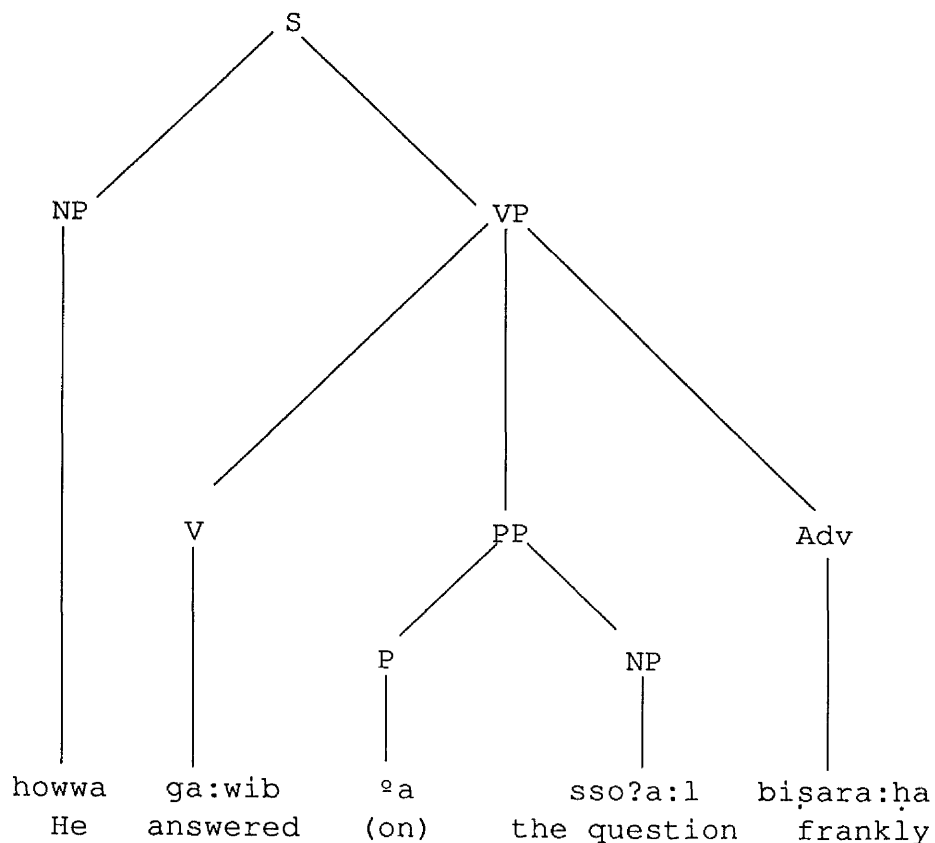 S
NP VP
V PP Adv
P NP
howwa ga:wib ºa sso?a:l biṣara:ḥa
He answered (on) the question frankly